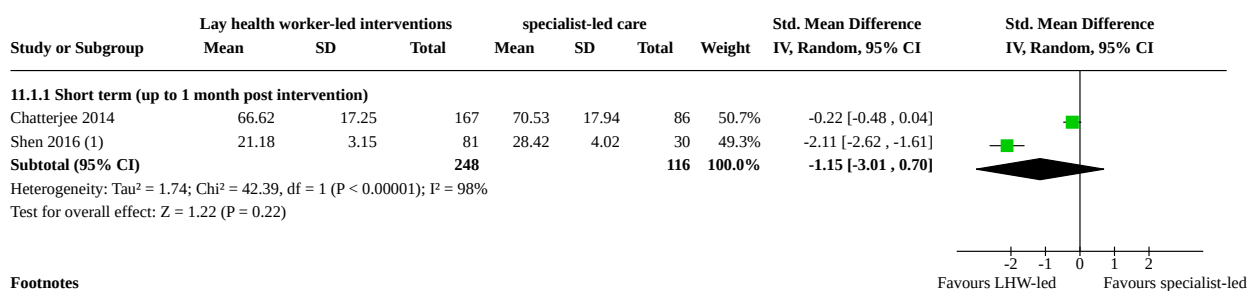 Lay health worker-led interventions specialist-led care Std. Mean Difference Std. Mean Difference
Study or Subgroup Mean SD Total Mean SD Total Weight IV, Random, 95% CI IV, Random, 95% CI
11.1.1 Short term (up to 1 month post intervention)
Chatterjee 2014 66.62 17.25 167 70.53 17.94 86 50.7% -0.22 [-0.48 , 0.04]
Shen 2016 (1) 21.18 3.15 81 28.42 4.02 30 49.3% -2.11 [-2.62 , -1.61]
Subtotal (95% CI) 248 116 100.0% -1.15 [-3.01 , 0.70]
Heterogeneity: Tau² = 1.74; Chi² = 42.39, df = 1 (P < 0.00001); I² = 98%
Test for overall effect: Z = 1.22 (P = 0.22)
-2 -1 0 1 2
Footnotes Favours LHW-led Favours specialist-led